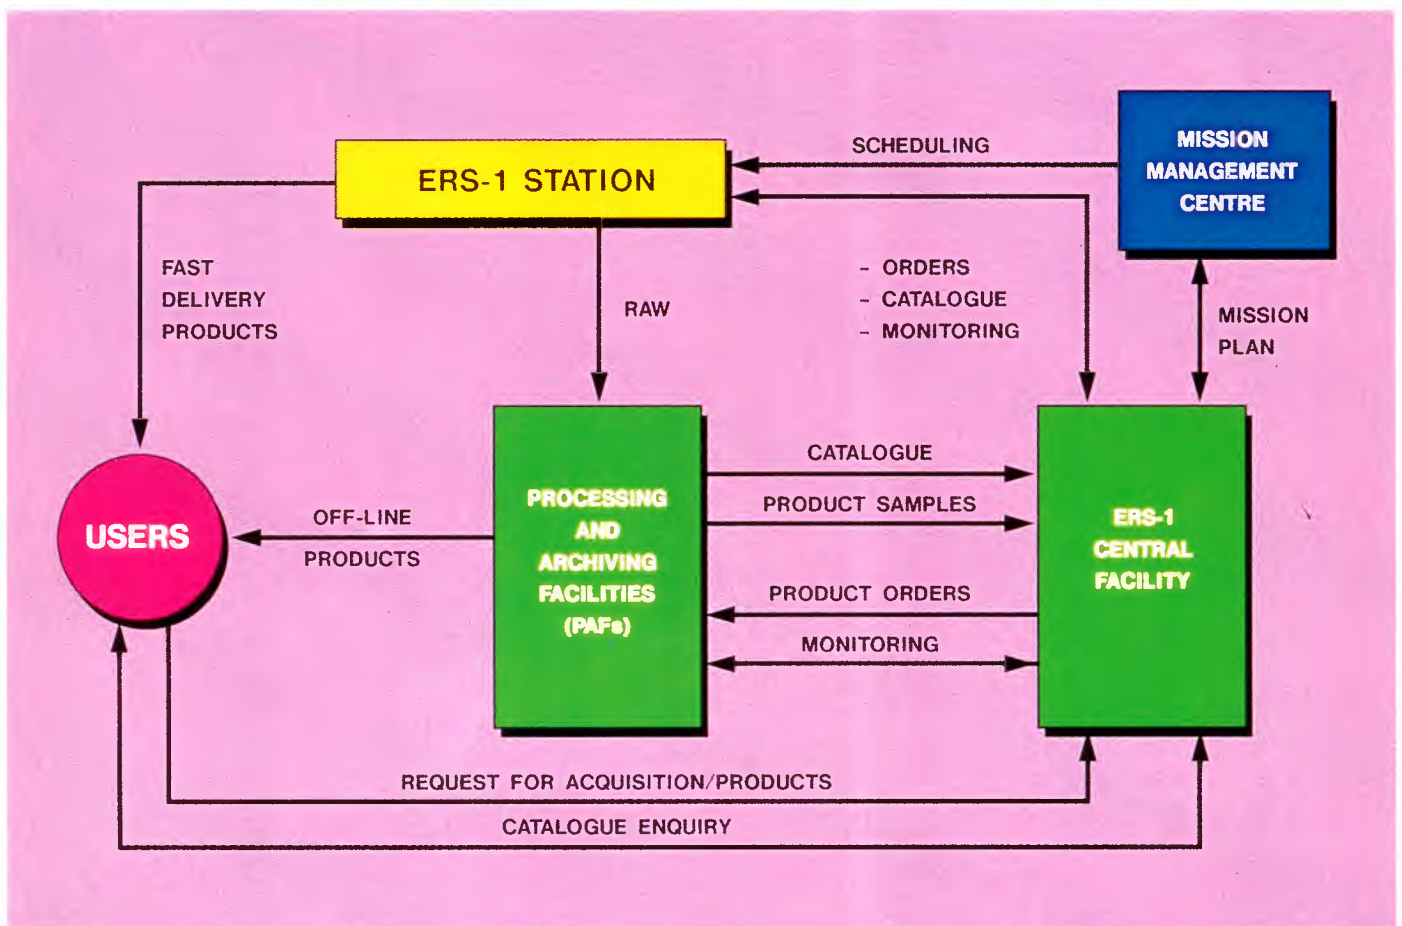 MISSION
MANAGEMENT
CENTRE
SCHEDULING
ERS-1 STATION
FAST
DELIVERY
PRODUCTS
RAW
- ORDERS
- CATALOGUE
- MONITORING
MISSION
PLAN
USERS
OFF-LINE
PRODUCTS
PROCESSING
AND
ARCHIVING
FACILITIES
(PAFs)
CATALOGUE
PRODUCT SAMPLES
PRODUCT ORDERS
MONITORING
ERS-1
CENTRAL
FACILITY
REQUEST FOR ACQUISITION/PRODUCTS
CATALOGUE ENQUIRY